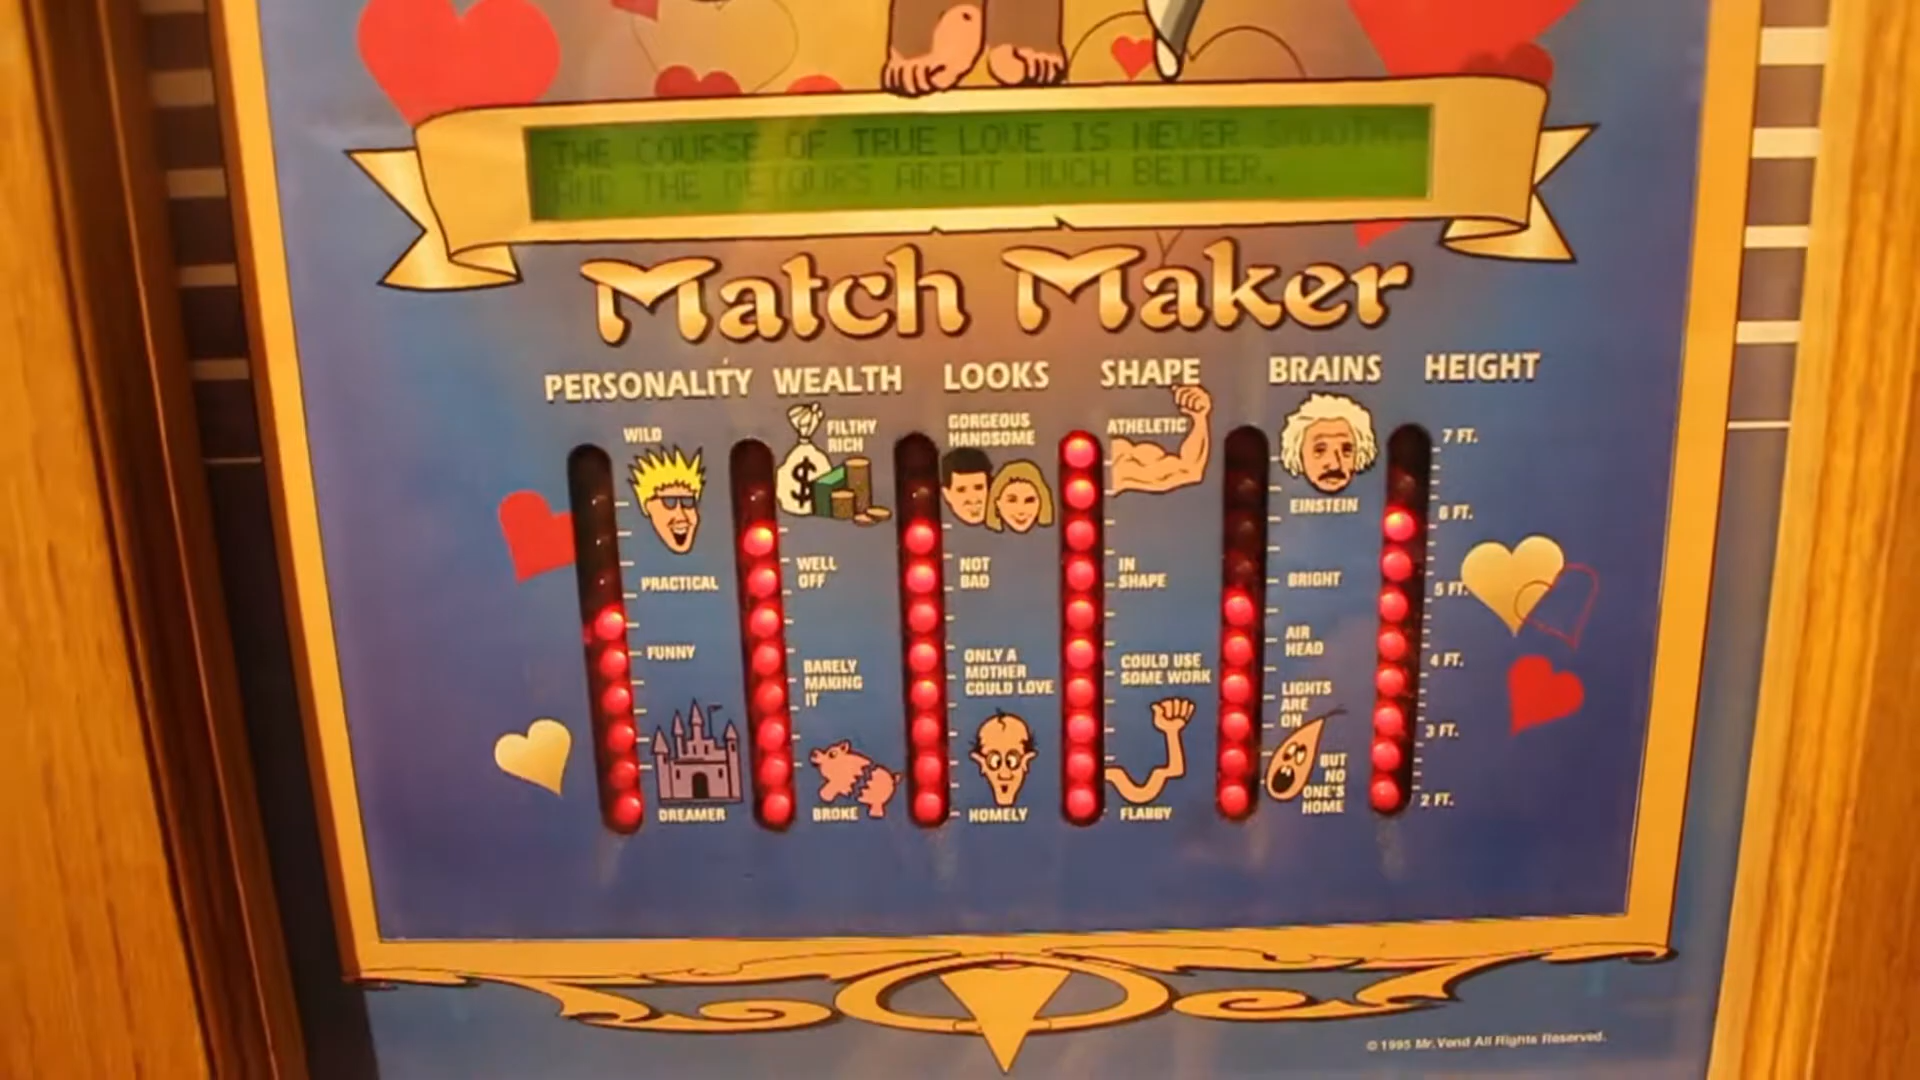 THE COURSE OF TRUE LOVE IS NEVER SMOOTH,
AND THE DETOURS ARENT MUCH BETTER.
Match Maker
PERSONALITY WEALTH LOOKS SHAPE BRAINS HEIGHT
WILD
PRACTICAL
FUNNY
DREAMER
FILTHY
RICH
$
WELL
OFF
BARELY
MAKING
IT
BROKE
GORGEOUS
HANDSOME
NOT
BAD
ONLY A
MOTHER
COULD LOVE
HOMELY
ATHELETIC
IN
SHAPE
COULD USE
SOME WORK
FLABBY
EINSTEIN
BRIGHT
AIR
HEAD
LIGHTS
ARE
ON
BUT
NO
ONE'S
HOME
7 FT.
6 FT.
5 FT.
4 FT.
3 FT.
2 FT.
© 1995 Mr. Vend All Rights Reserved.